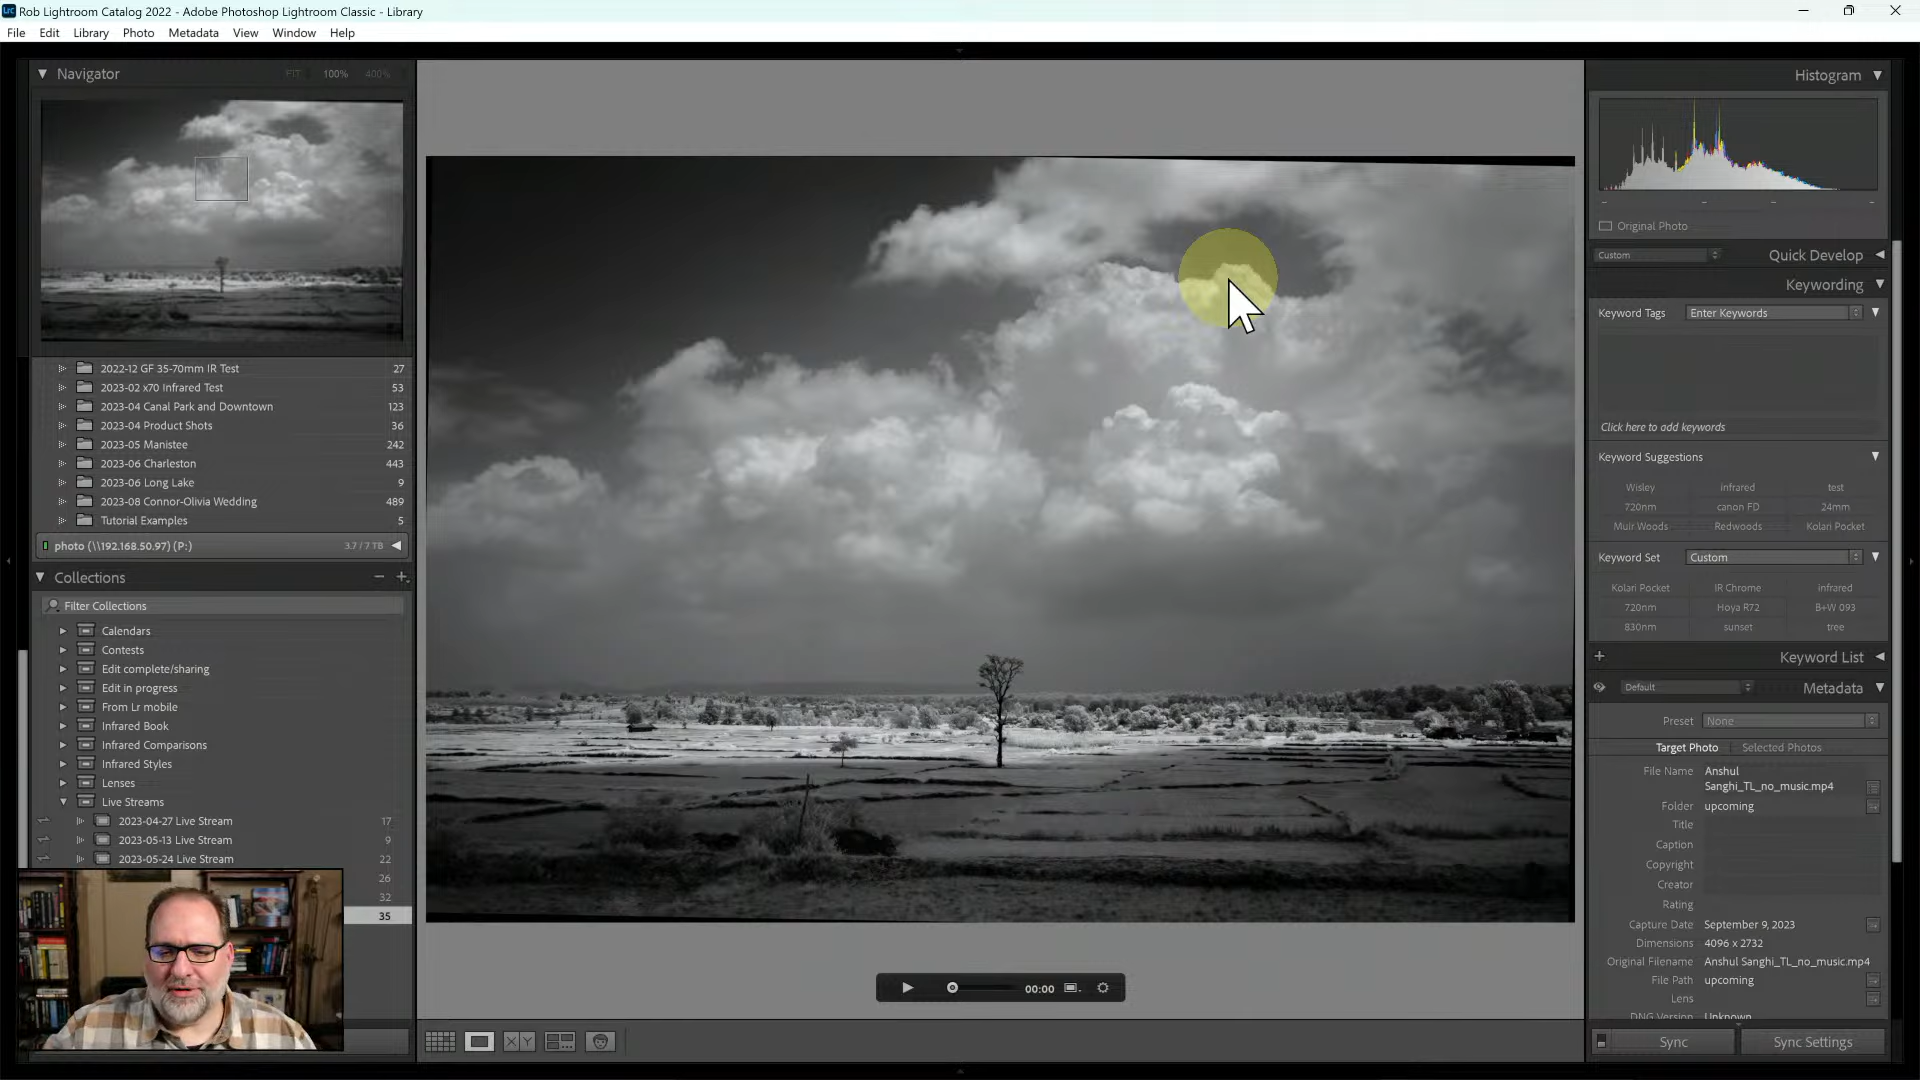 Rob Lightroom Catalog 2022 - Adobe Photoshop Lightroom Classic - Library
File Edit Library Photo Metadata View Window Help
Navigator FIT 100% 400%
2022-12 GF 35-70mm IR Test 27
2023-02 x70 Infrared Test 53
2023-04 Canal Park and Downtown 123
2023-04 Product Shots 36
2023-05 Manistee 242
2023-06 Charleston 443
2023-06 Long Lake 9
2023-08 Connor-Olivia Wedding 489
Tutorial Examples 5
photo (\\192.168.50.97) (P:) 3.7 / 7 TB
Collections
Filter Collections
Calendars
Contests
Edit complete/sharing
Edit in progress
From Lr mobile
Infrared Book
Infrared Comparisons
Infrared Styles
Lenses
Live Streams
2023-04-27 Live Stream 17
2023-05-13 Live Stream 9
2023-05-24 Live Stream 22
26
32
35
00:00
X Y
Histogram
Original Photo
Custom Quick Develop
Keywording
Keyword Tags Enter Keywords
Click here to add keywords
Keyword Suggestions
Wisley infrared test
720nm canon FD 24mm
Muir Woods Redwoods Kolari Pocket
Keyword Set Custom
Kolari Pocket IR Chrome infrared
720nm Hoya R72 B+W 093
830nm sunset tree
Keyword List
Default Metadata
Preset None
Target Photo Selected Photos
File Name Anshul
Sanghi_TL_no_music.mp4
Folder upcoming
Title
Caption
Copyright
Creator
Rating
Capture Date September 9, 2023
Dimensions 4096 x 2732
Original Filename Anshul Sanghi_TL_no_music.mp4
File Path upcoming
Lens
DNG Version Unknown
Sync Sync Settings